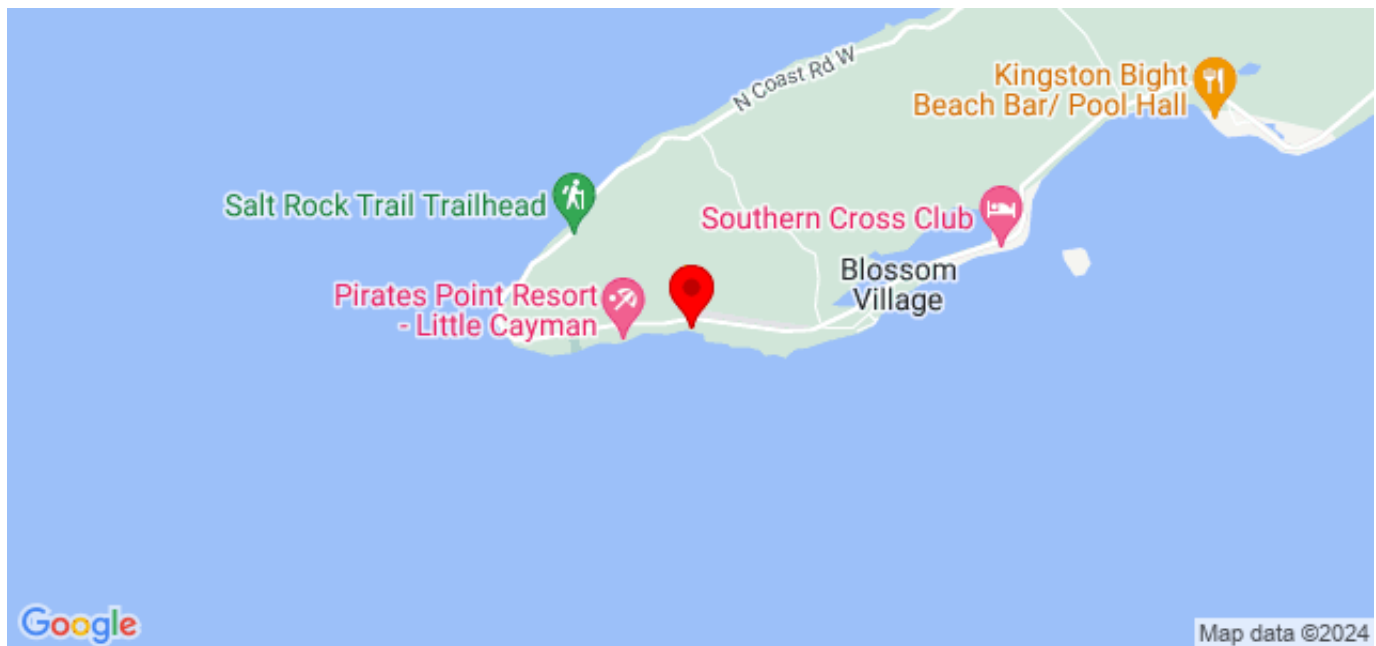 N Coast Rd W
Kingston Bight
Beach Bar/ Pool Hall
Salt Rock Trail Trailhead
Southern Cross Club
Blossom
Village
Pirates Point Resort
- Little Cayman
Google
Map data ©2024